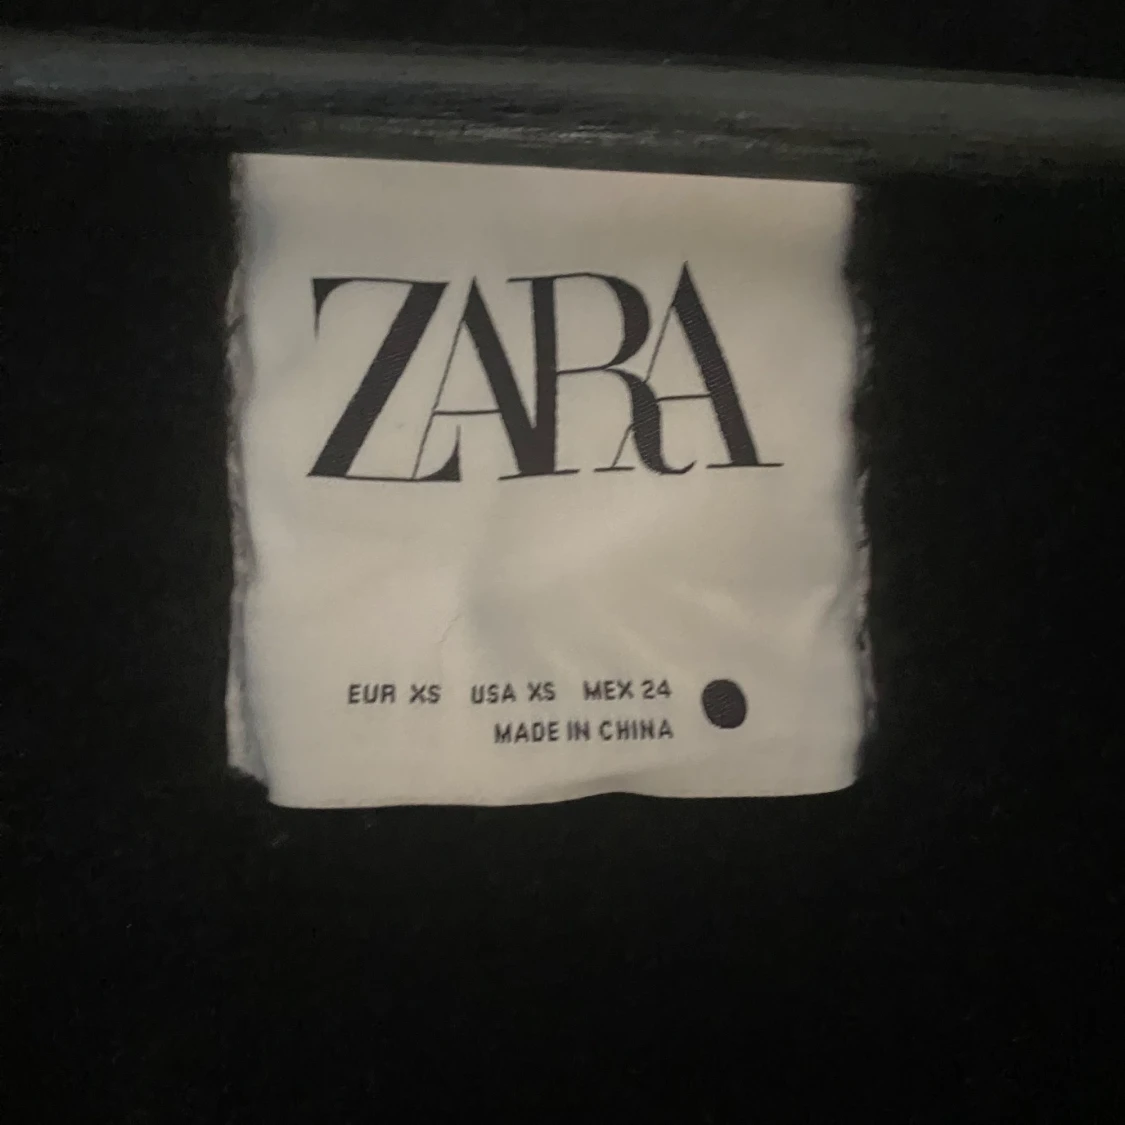 ZARA
EUR XS USA XS MEX 24
MADE IN CHINA